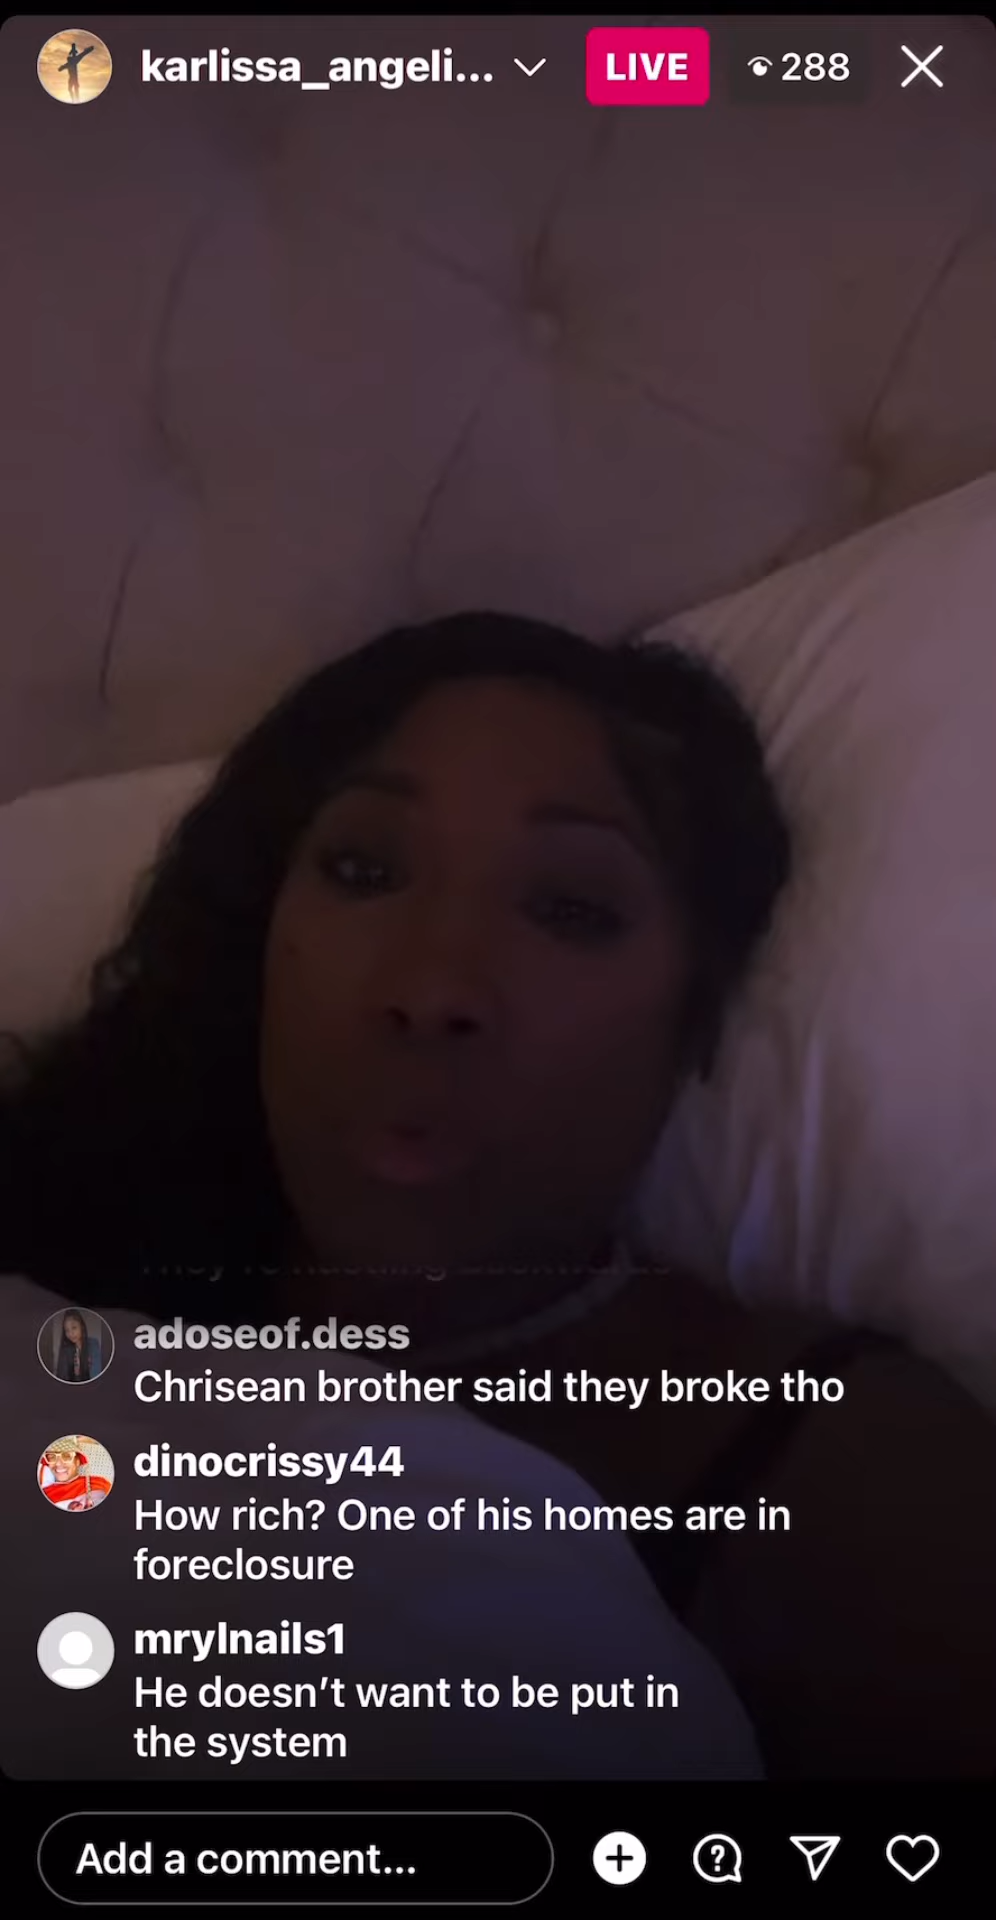 karlissa_angeli...
LIVE
288
adoseof.dess
Chrisean brother said they broke tho
dinocrissy44
How rich? One of his homes are in
foreclosure
mrylnails1
He doesn't want to be put in
the system
Add a comment...